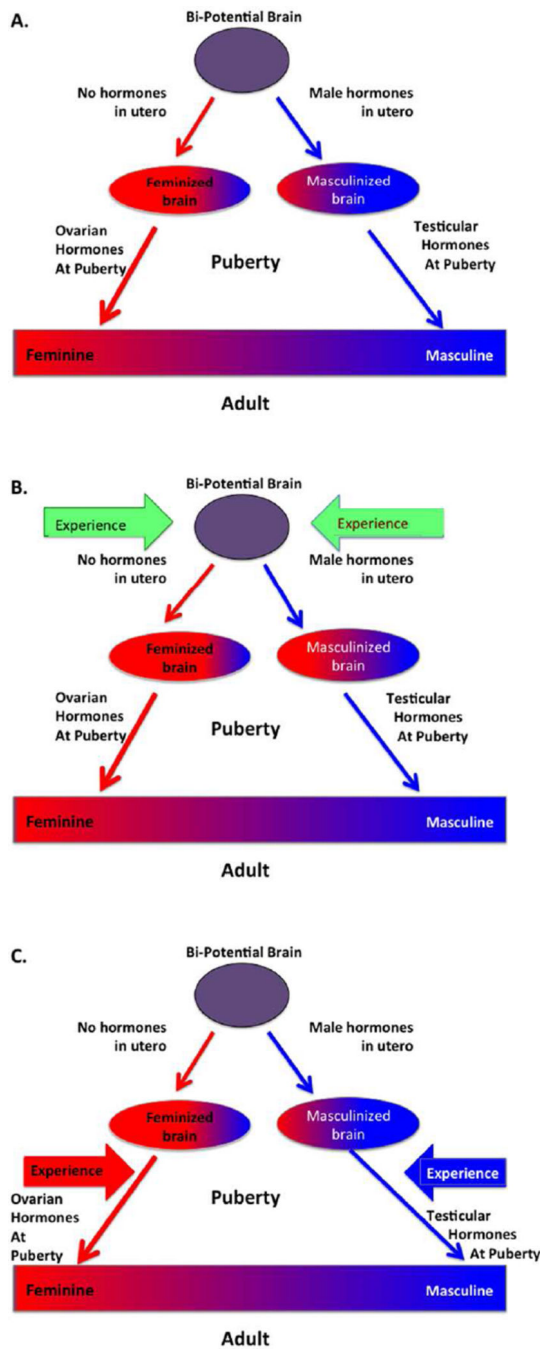 A.
Bi-Potential Brain
No hormones
in utero
Male hormones
in utero
Feminized
brain
Masculinized
brain
Ovarian
Hormones
At Puberty
Puberty
Testicular
Hormones
At Puberty
Feminine
Masculine
Adult
B.
Bi-Potential Brain
Experience
Experience
No hormones
in utero
Male hormones
in utero
Feminized
brain
Masculinized
brain
Ovarian
Hormones
At Puberty
Puberty
Testicular
Hormones
At Puberty
Feminine
Masculine
Adult
C.
Bi-Potential Brain
No hormones
in utero
Male hormones
in utero
Feminized
brain
Masculinized
brain
Experience
Experience
Ovarian
Hormones
At
Puberty
Puberty
Testicular
Hormones
At Puberty
Feminine
Masculine
Adult